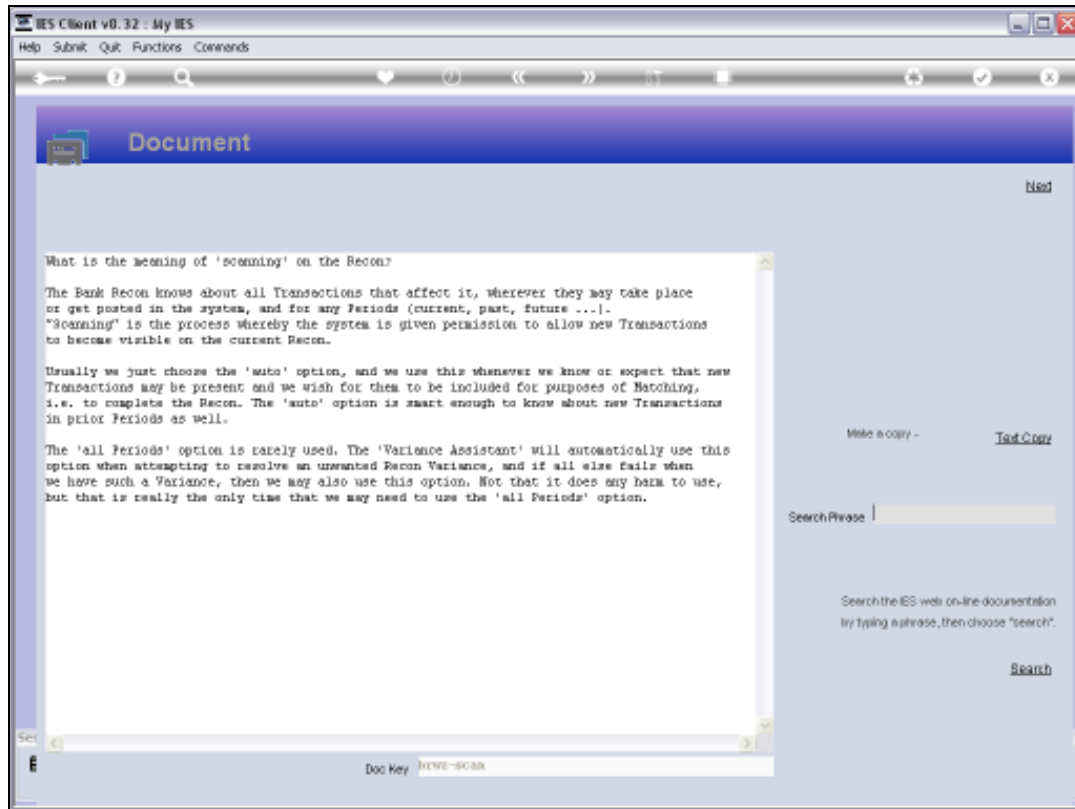 IES Client v8.32 : My IES
Help Submit Quit Functions Commands
Document
Next
What is the meaning of 'scanning' on the Recon?
The Bank Recon knows about all Transactions that affect it, wherever they may take place
or get posted in the system, and for any Periods (current, past, future ...).
"Scanning" is the process whereby the system is given permission to allow new Transactions
to become visible on the current Recon.
Usually we just choose the 'auto' option, and we use this whenever we know or expect that new
Transactions may be present and we wish for them to be included for purposes of Matching,
i.e. to complete the Recon. The 'auto' option is smart enough to know about new Transactions
in prior Periods as well.
The 'all Periods' option is rarely used. The 'Variance Assistant' will automatically use this
option when attempting to resolve an unwanted Recon Variance, and if all else fails when
we have such a Variance, then we may also use this option. Not that it does any harm to use,
but that is really the only time that we may need to use the 'all Periods' option.
Make a copy -
Text Copy
Search Phrase
Search the IES web on-line documentation
by typing a phrase, then choose "search".
Search
Doc Key